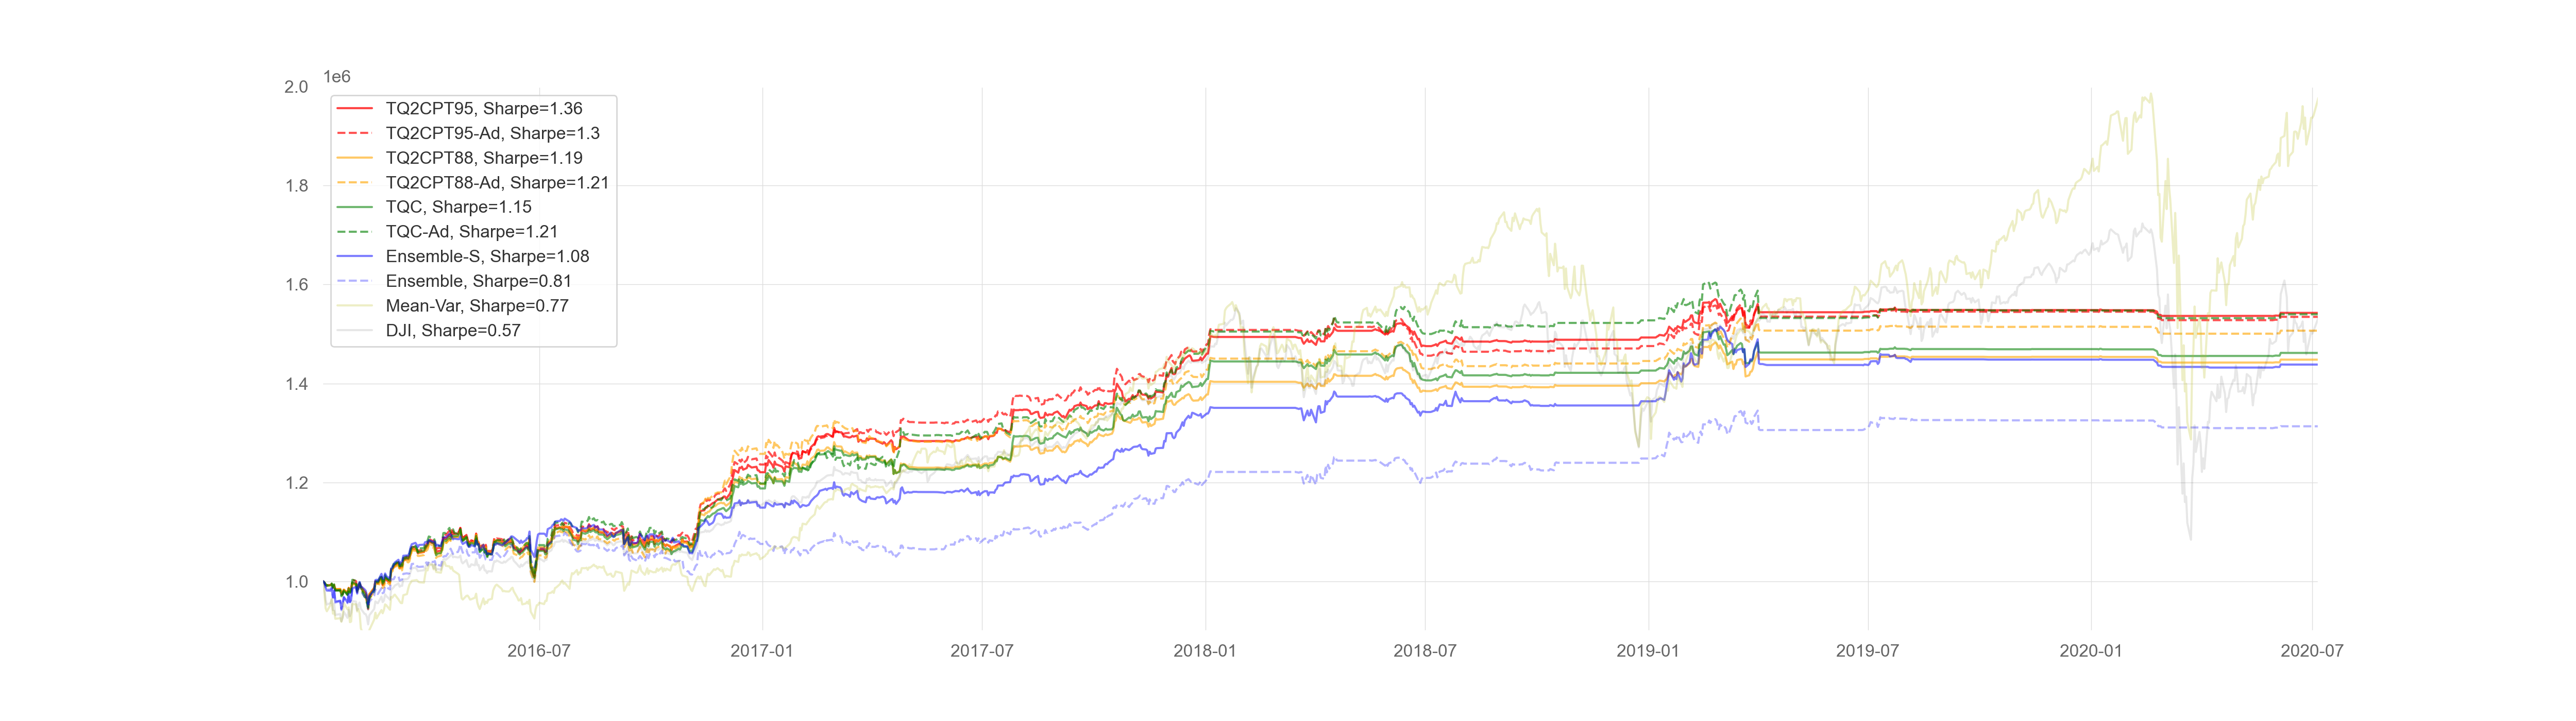 1e6
2.0
1.8
1.6
1.4
1.2
1.0
TQ2CPT95, Sharpe=1.36
TQ2CPT95-Ad, Sharpe=1.3
TQ2CPT88, Sharpe=1.19
TQ2CPT88-Ad, Sharpe=1.21
TQC, Sharpe=1.15
TQC-Ad, Sharpe=1.21
Ensemble-S, Sharpe=1.08
Ensemble, Sharpe=0.81
Mean-Var, Sharpe=0.77
DJI, Sharpe=0.57
2016-07
2017-01
2017-07
2018-01
2018-07
2019-01
2019-07
2020-01
2020-07